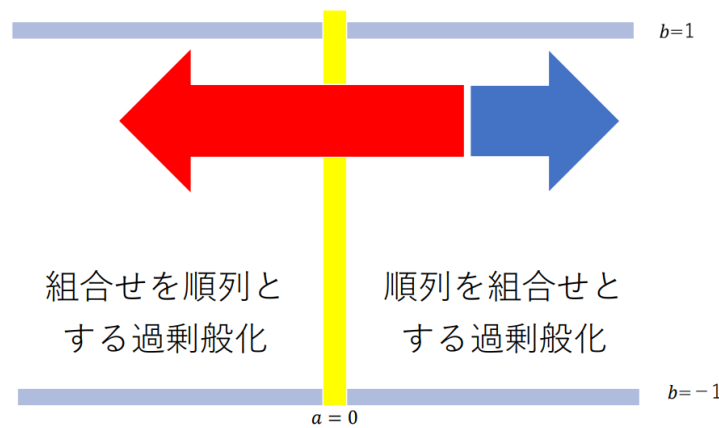 b=1
組合せを順列と
する過剰般化
順列を組合せと
する過剰般化
b=−1
a = 0